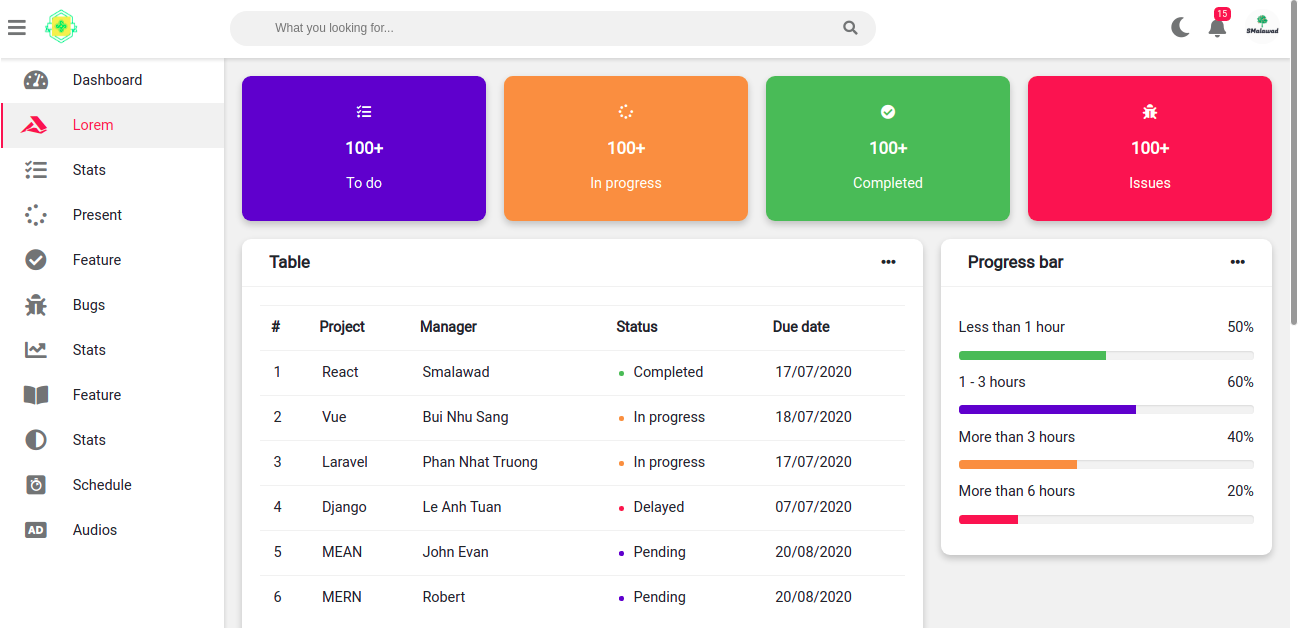 What you looking for...
15
SMalawad
Dashboard
Lorem
Stats
Present
Feature
Bugs
Stats
Feature
Stats
Schedule
AD Audios
100+
To do
100+
In progress
100+
Completed
100+
Issues
Table
# Project Manager Status Due date
1 React Smalawad Completed 17/07/2020
2 Vue Bui Nhu Sang In progress 18/07/2020
3 Laravel Phan Nhat Truong In progress 17/07/2020
4 Django Le Anh Tuan Delayed 07/07/2020
5 MEAN John Evan Pending 20/08/2020
6 MERN Robert Pending 20/08/2020
Progress bar
Less than 1 hour 50%
1 - 3 hours 60%
More than 3 hours 40%
More than 6 hours 20%